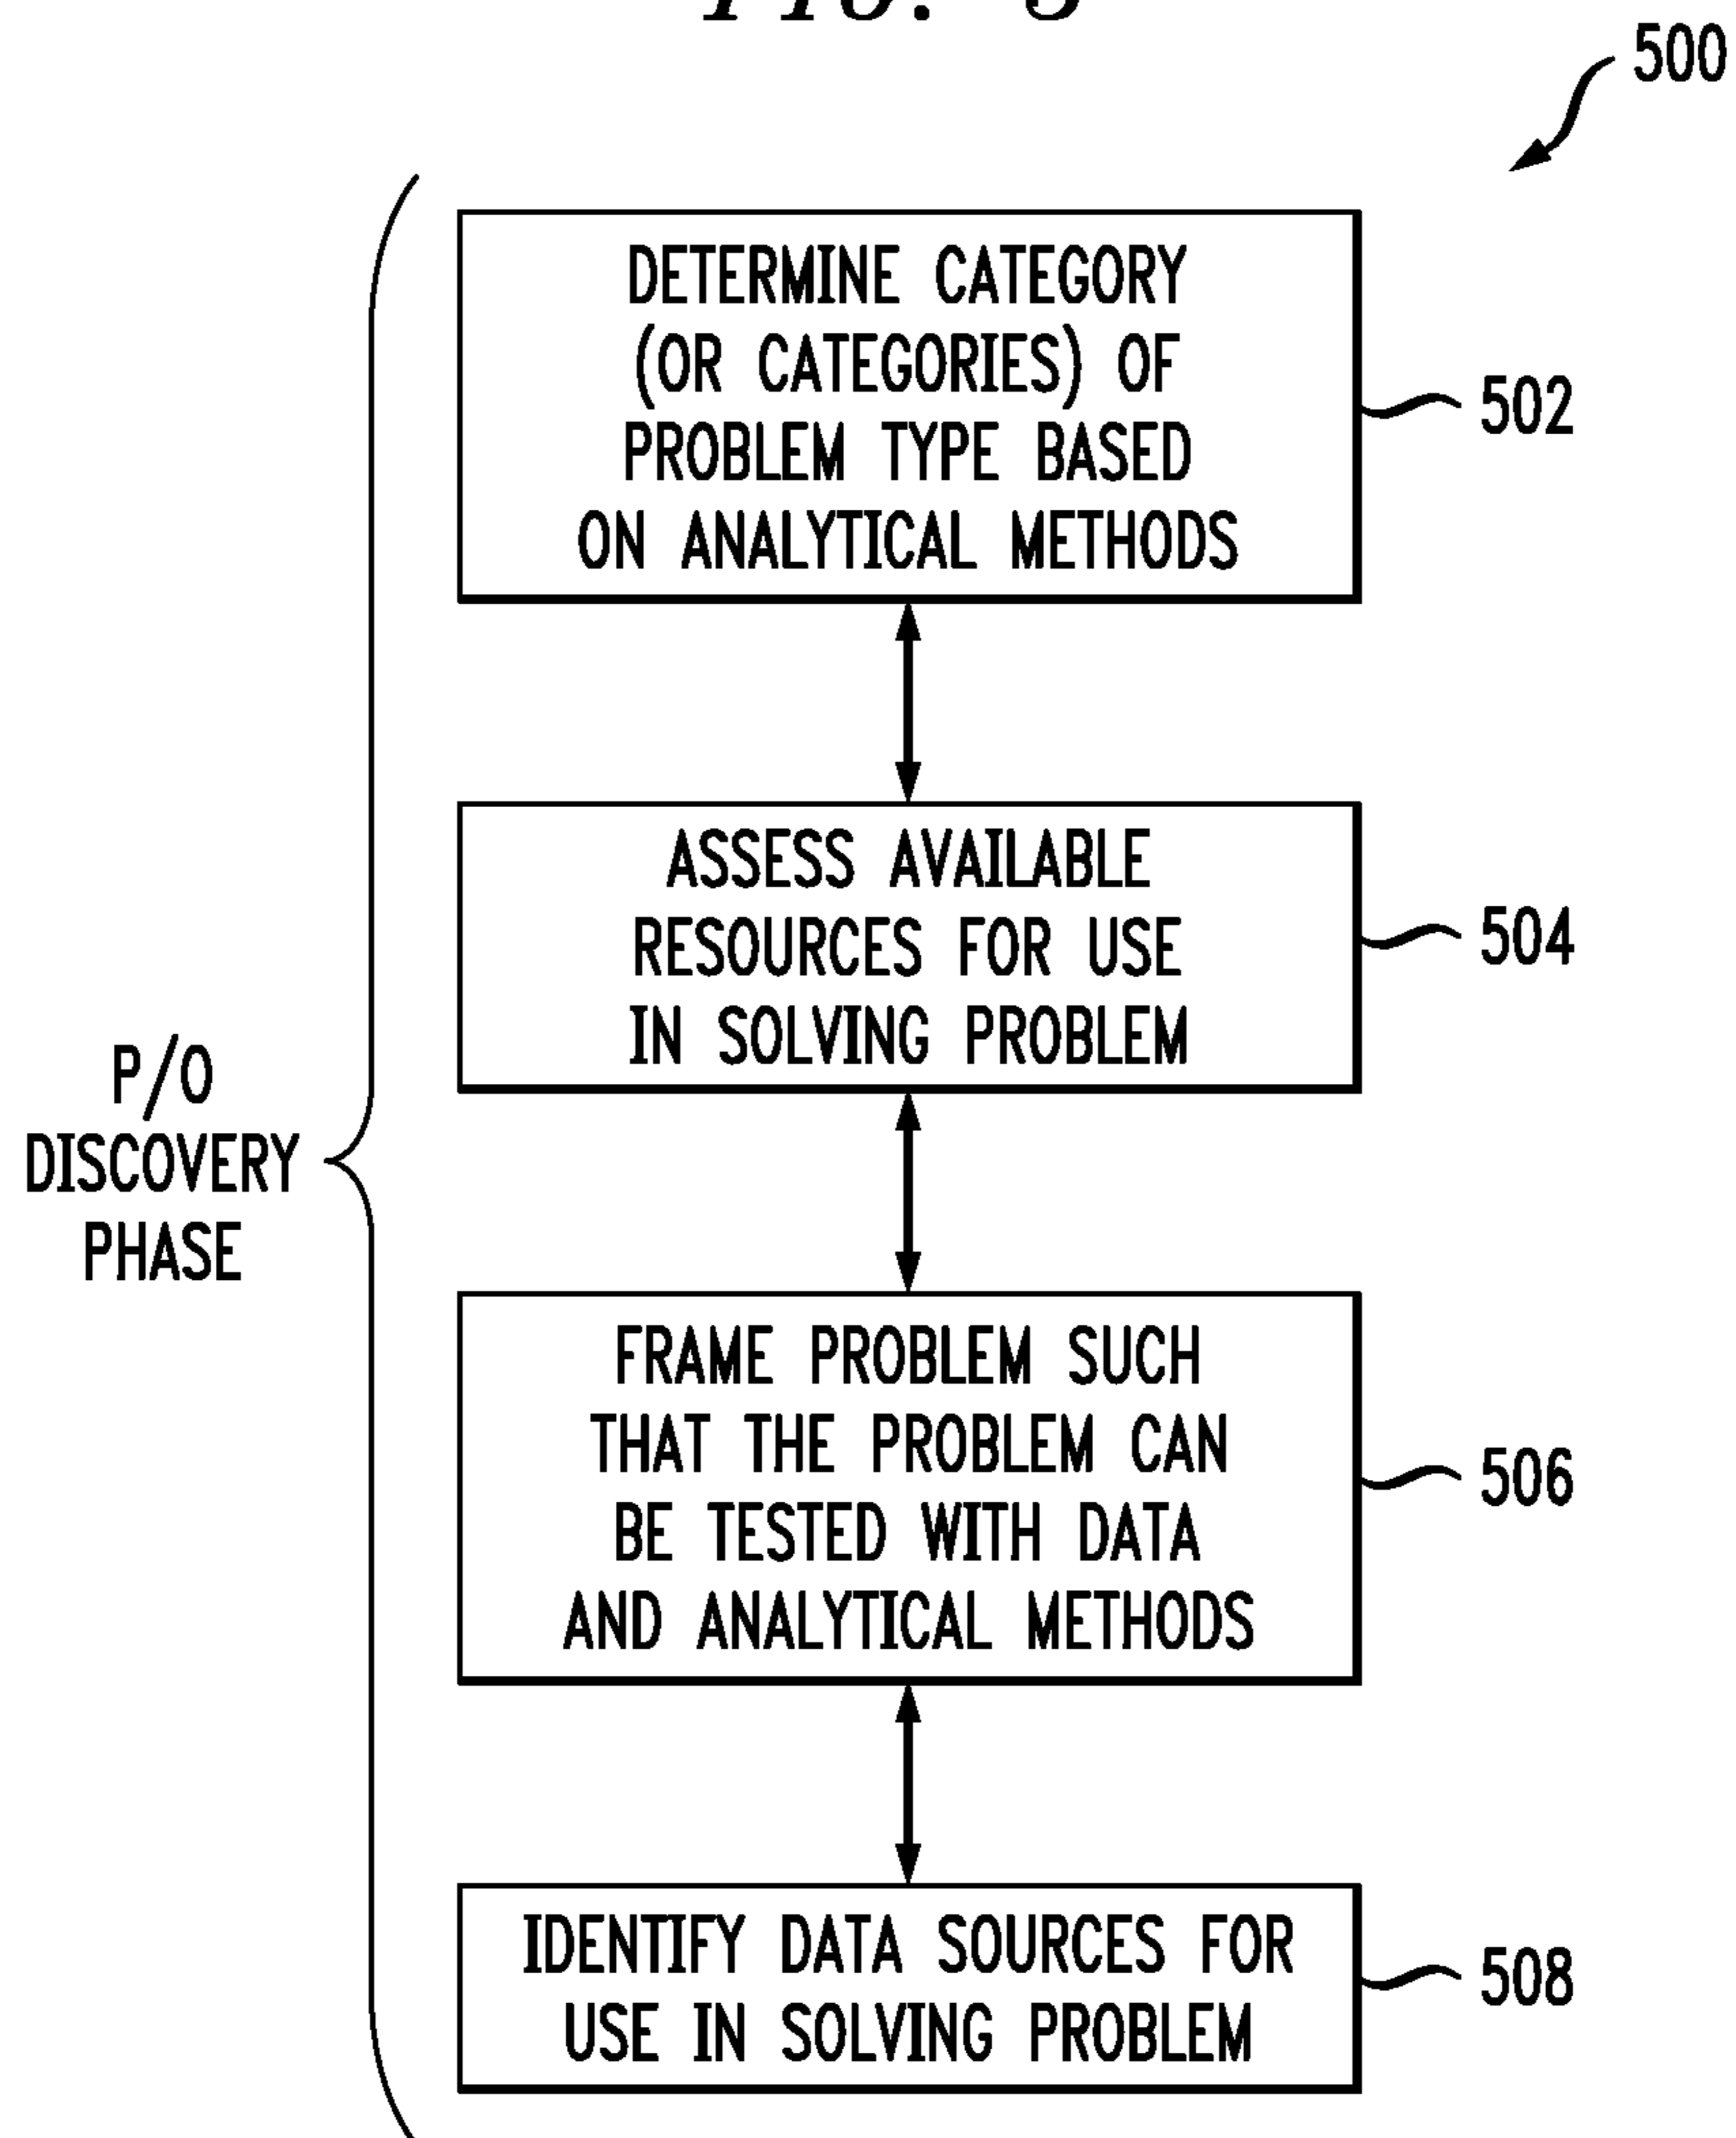 FIG. 5
500
DETERMINE CATEGORY
(OR CATEGORIES) OF
PROBLEM TYPE BASED
ON ANALYTICAL METHODS
502
ASSESS AVAILABLE
RESOURCES FOR USE
IN SOLVING PROBLEM
504
P/O
DISCOVERY
PHASE
FRAME PROBLEM SUCH
THAT THE PROBLEM CAN
BE TESTED WITH DATA
AND ANALYTICAL METHODS
506
IDENTIFY DATA SOURCES FOR
USE IN SOLVING PROBLEM
508